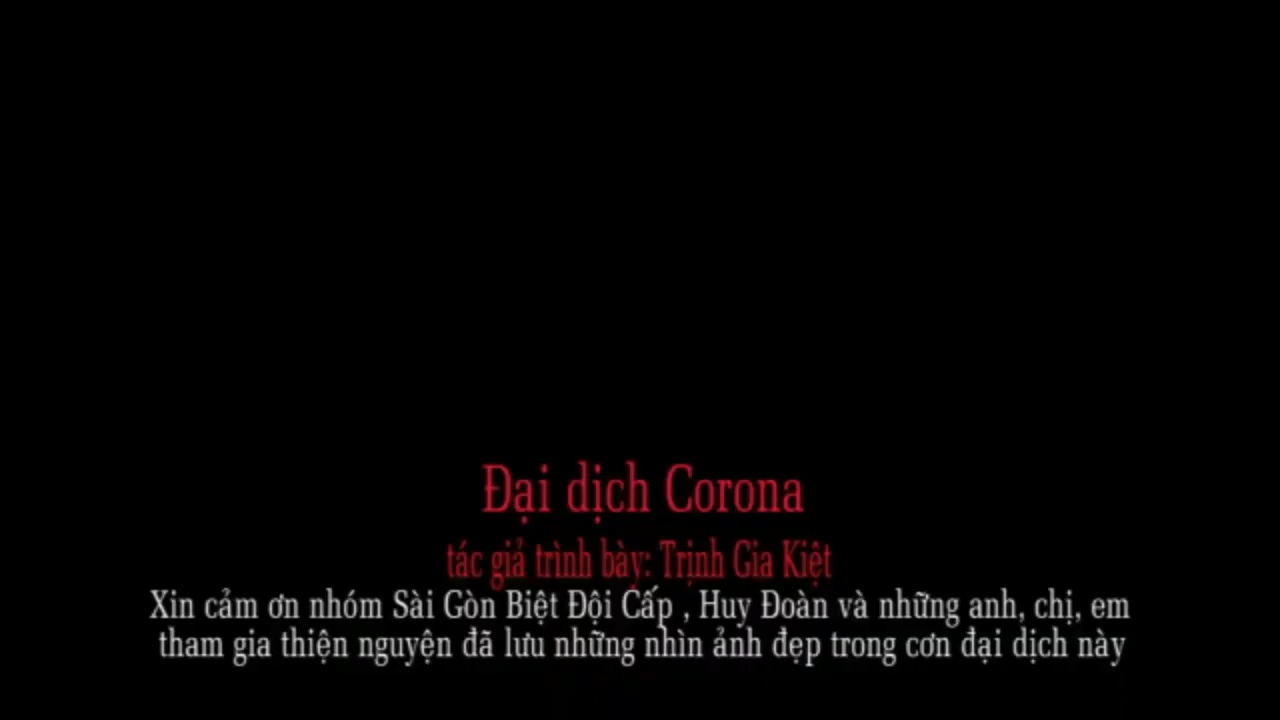 Đại dịch Corona
tác giả trình bày: Trịnh Gia Kiệt
Xin cảm ơn nhóm Sài Gòn Biệt Đội Cấp , Huy Đoàn và những anh, chị, em
tham gia thiện nguyện đã lưu những nhìn ảnh đẹp trong cơn đại dịch này